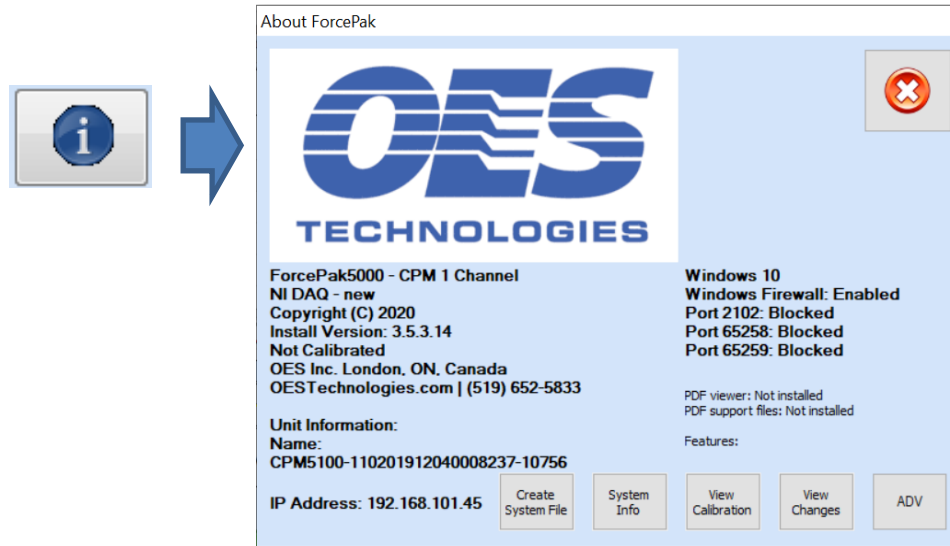 About ForcePak
i
OES
TECHNOLOGIES
ForcePak5000 - CPM 1 Channel
NI DAQ - new
Copyright (C) 2020
Install Version: 3.5.3.14
Not Calibrated
OES Inc. London, ON, Canada
OESTechnologies.com | (519) 652-5833
Unit Information:
Name:
CPM5100-110201912040008237-10756
IP Address: 192.168.101.45
Windows 10
Windows Firewall: Enabled
Port 2102: Blocked
Port 65258: Blocked
Port 65259: Blocked
PDF viewer: Not installed
PDF support files: Not installed
Features:
Create
System File
System
Info
View
Calibration
View
Changes
ADV